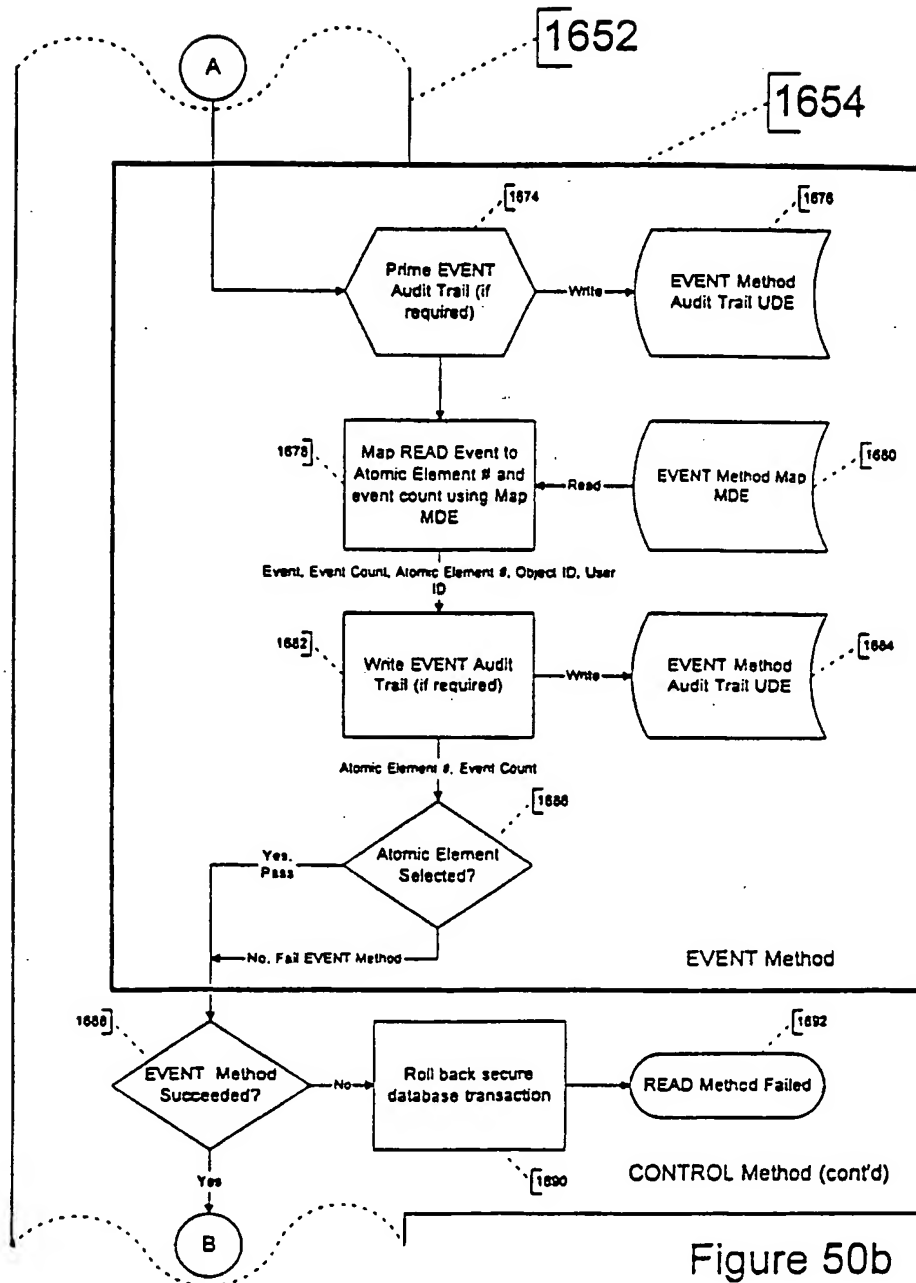 1652
A
1654
1674
1676
Prime EVENT
Audit Trail (if
required)
Write
EVENT Method
Audit Trail UDE
1678
Map READ Event to
Atomic Element # and
event count using Map
MDE
Read
EVENT Method Map
MDE
1680
Event, Event Count, Atomic Element #, Object ID, User
ID
1682
Write EVENT Audit
Trail (if required)
Write
EVENT Method
Audit Trail UDE
1684
Atomic Element #, Event Count
1686
Yes,
Pass
Atomic Element
Selected?
No, Fail EVENT Method
EVENT Method
1688
1692
EVENT Method
Succeeded?
No
Roll back secure
database transaction
READ Method Failed
1690
CONTROL Method (cont'd)
Yes
B
Figure 50b